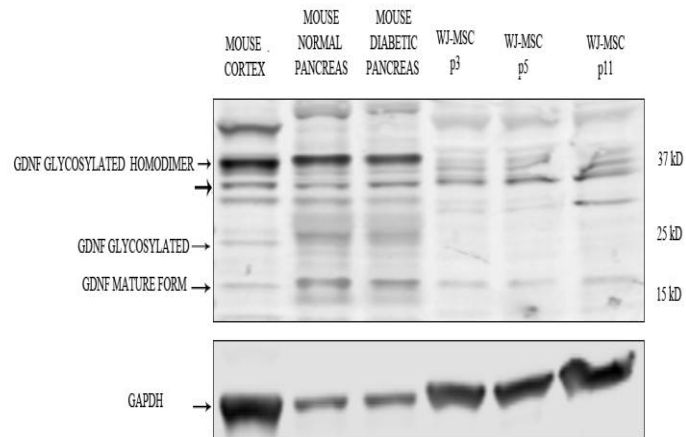 MOUSE
CORTEX
MOUSE
NORMAL
PANCREAS
MOUSE
DIABETIC
PANCREAS
WJ-MSC
p3
WJ-MSC
p5
WJ-MSC
p11
GDNF GLYCOSYLATED HOMODIMER
37 kD
GDNF GLYCOSYLATED
25 kD
GDNF MATURE FORM
15 kD
GAPDH